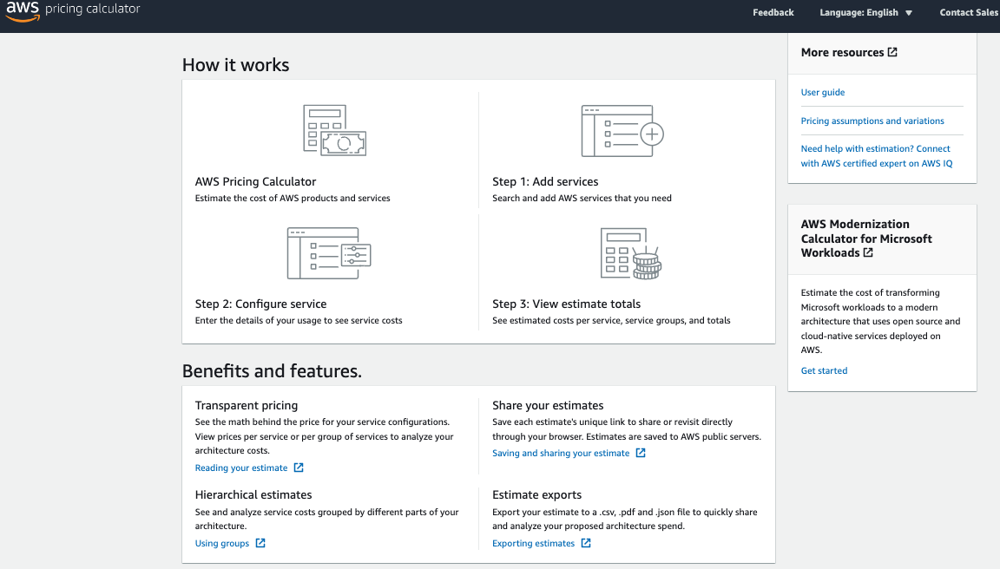 aws pricing calculator
Feedback
Language: English
Contact Sales
How it works
AWS Pricing Calculator
Estimate the cost of AWS products and services
Step 1: Add services
Search and add AWS services that you need
Step 2: Configure service
Enter the details of your usage to see service costs
Step 3: View estimate totals
See estimated costs per service, service groups, and totals
Benefits and features.
Transparent pricing
See the math behind the price for your service configurations.
View prices per service or per group of services to analyze your
architecture costs.
Reading your estimate
Share your estimates
Save each estimate's unique link to share or revisit directly
through your browser. Estimates are saved to AWS public servers.
Saving and sharing your estimate
Hierarchical estimates
See and analyze service costs grouped by different parts of your
architecture.
Using groups
Estimate exports
Export your estimate to a .csv, .pdf and .json file to quickly share
and analyze your proposed architecture spend.
Exporting estimates
More resources
User guide
Pricing assumptions and variations
Need help with estimation? Connect
with AWS certified expert on AWS IQ
AWS Modernization
Calculator for Microsoft
Workloads
Estimate the cost of transforming
Microsoft workloads to a modern
architecture that uses open source and
cloud-native services deployed on
AWS.
Get started